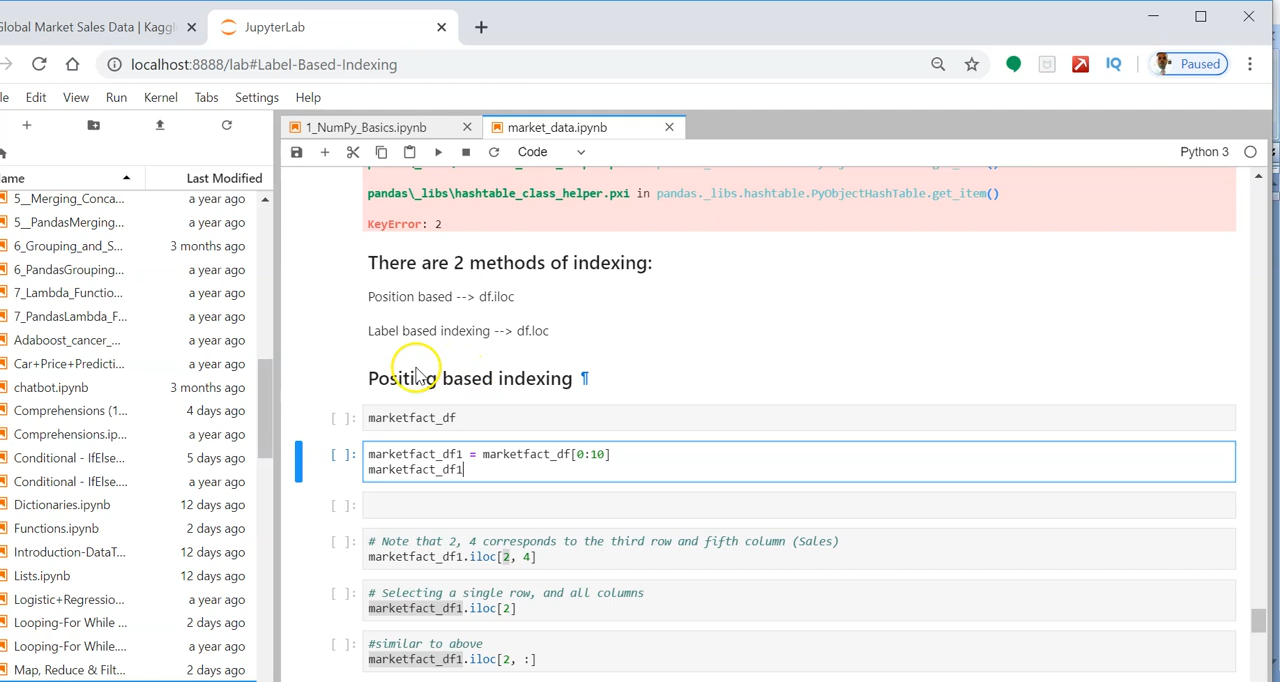 Global Market Sales Data | Kaggl
JupyterLab
localhost:8888/lab#Label-Based-Indexing
IQ
Paused
le Edit View Run Kernel Tabs Settings Help
1_NumPy_Basics.ipynb
market_data.ipynb
Code
Python 3
ame Last Modified
5__Merging_Conca... a year ago
5__PandasMerging... a year ago
6_Grouping_and_S... 3 months ago
6_PandasGrouping... a year ago
7_Lambda_Functio... a year ago
7_PandasLambda_F... a year ago
Adaboost_cancer_... a year ago
Car+Price+Predicti... a year ago
chatbot.ipynb 3 months ago
Comprehensions (1... 4 days ago
Comprehensions.ip... a year ago
Conditional - IfElse.... 5 days ago
Conditional - IfElse.... a year ago
Dictionaries.ipynb 12 days ago
Functions.ipynb 2 days ago
Introduction-DataT... 12 days ago
Lists.ipynb 12 days ago
Logistic+Regressio... a year ago
Looping-For While ... 2 days ago
Looping-For While.... a year ago
Map, Reduce & Filt... 2 days ago
pandas\_libs\hashtable_class_helper.pxi in pandas._libs.hashtable.PyObjectHashTable.get_item()
KeyError: 2
There are 2 methods of indexing:
Position based --> df.iloc
Label based indexing --> df.loc
Positing based indexing ¶
[ ]: marketfact_df
[ ]: marketfact_df1 = marketfact_df[0:10]
marketfact_df1
[ ]:
[ ]: # Note that 2, 4 corresponds to the third row and fifth column (Sales)
marketfact_df1.iloc[2, 4]
[ ]: # Selecting a single row, and all columns
marketfact_df1.iloc[2]
[ ]: #similar to above
marketfact_df1.iloc[2, :]